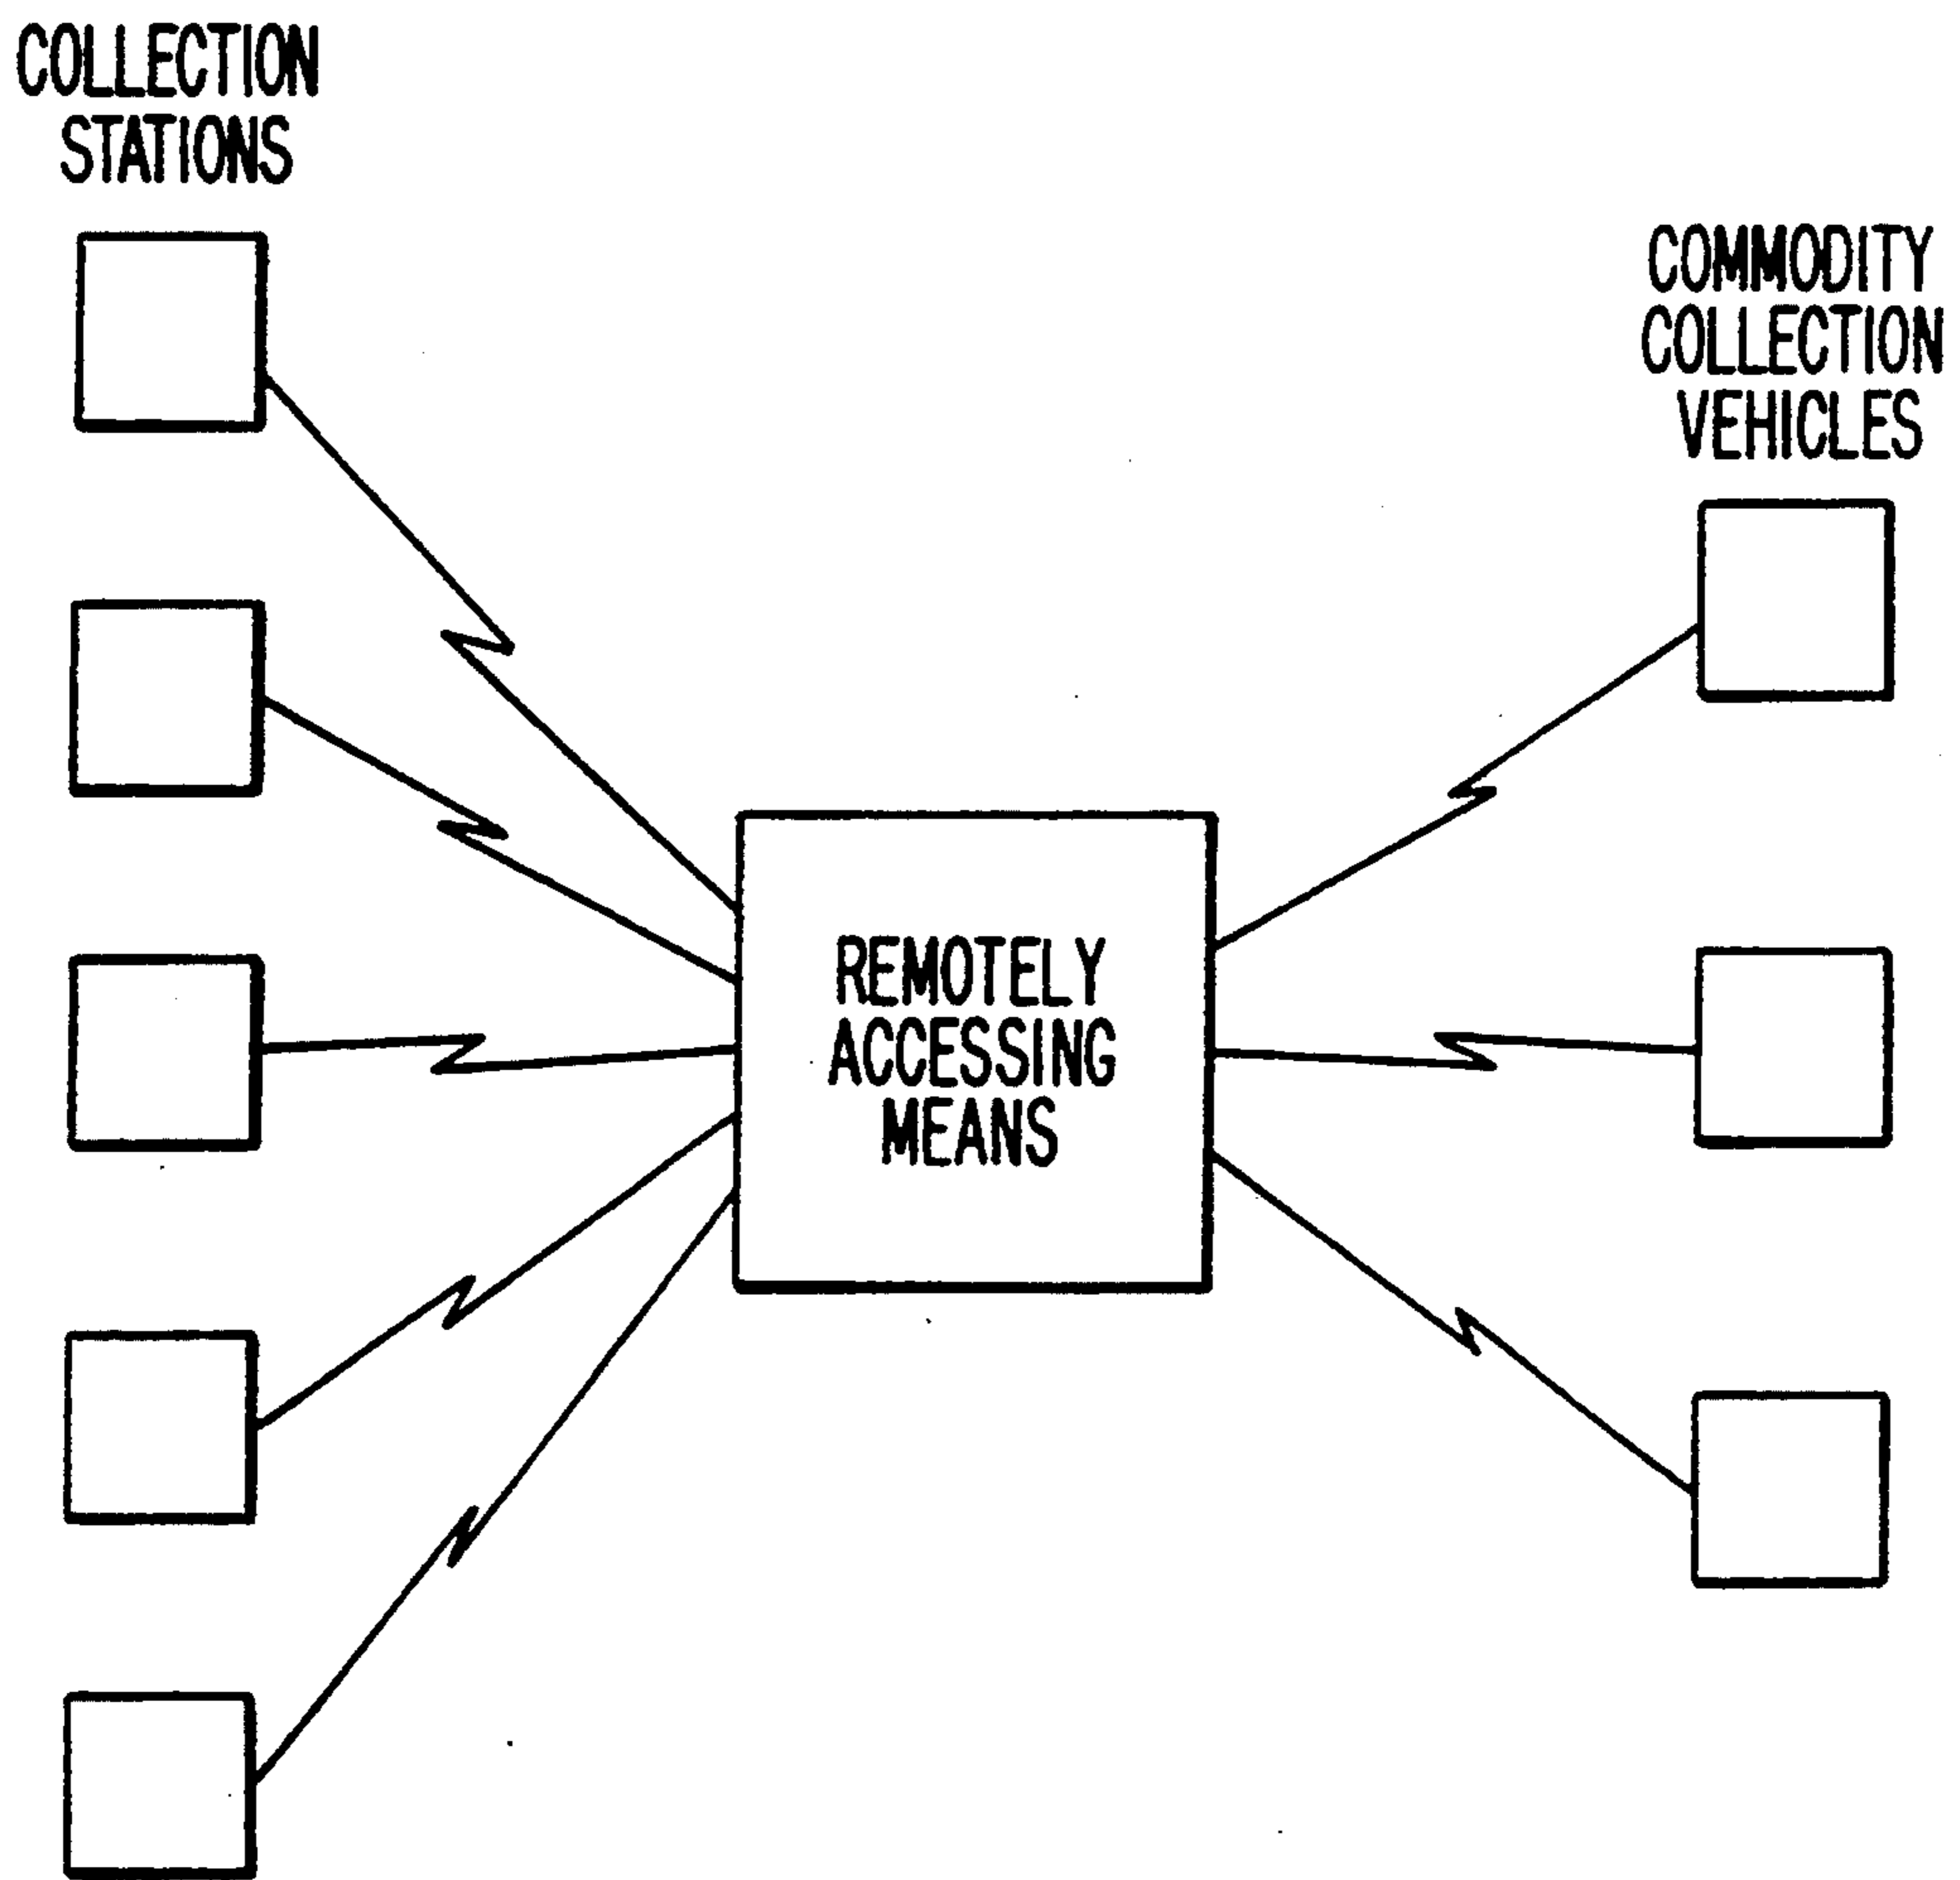 COLLECTION
STATIONS
COMMODITY
COLLECTION
VEHICLES
REMOTELY
ACCESSING
MEANS